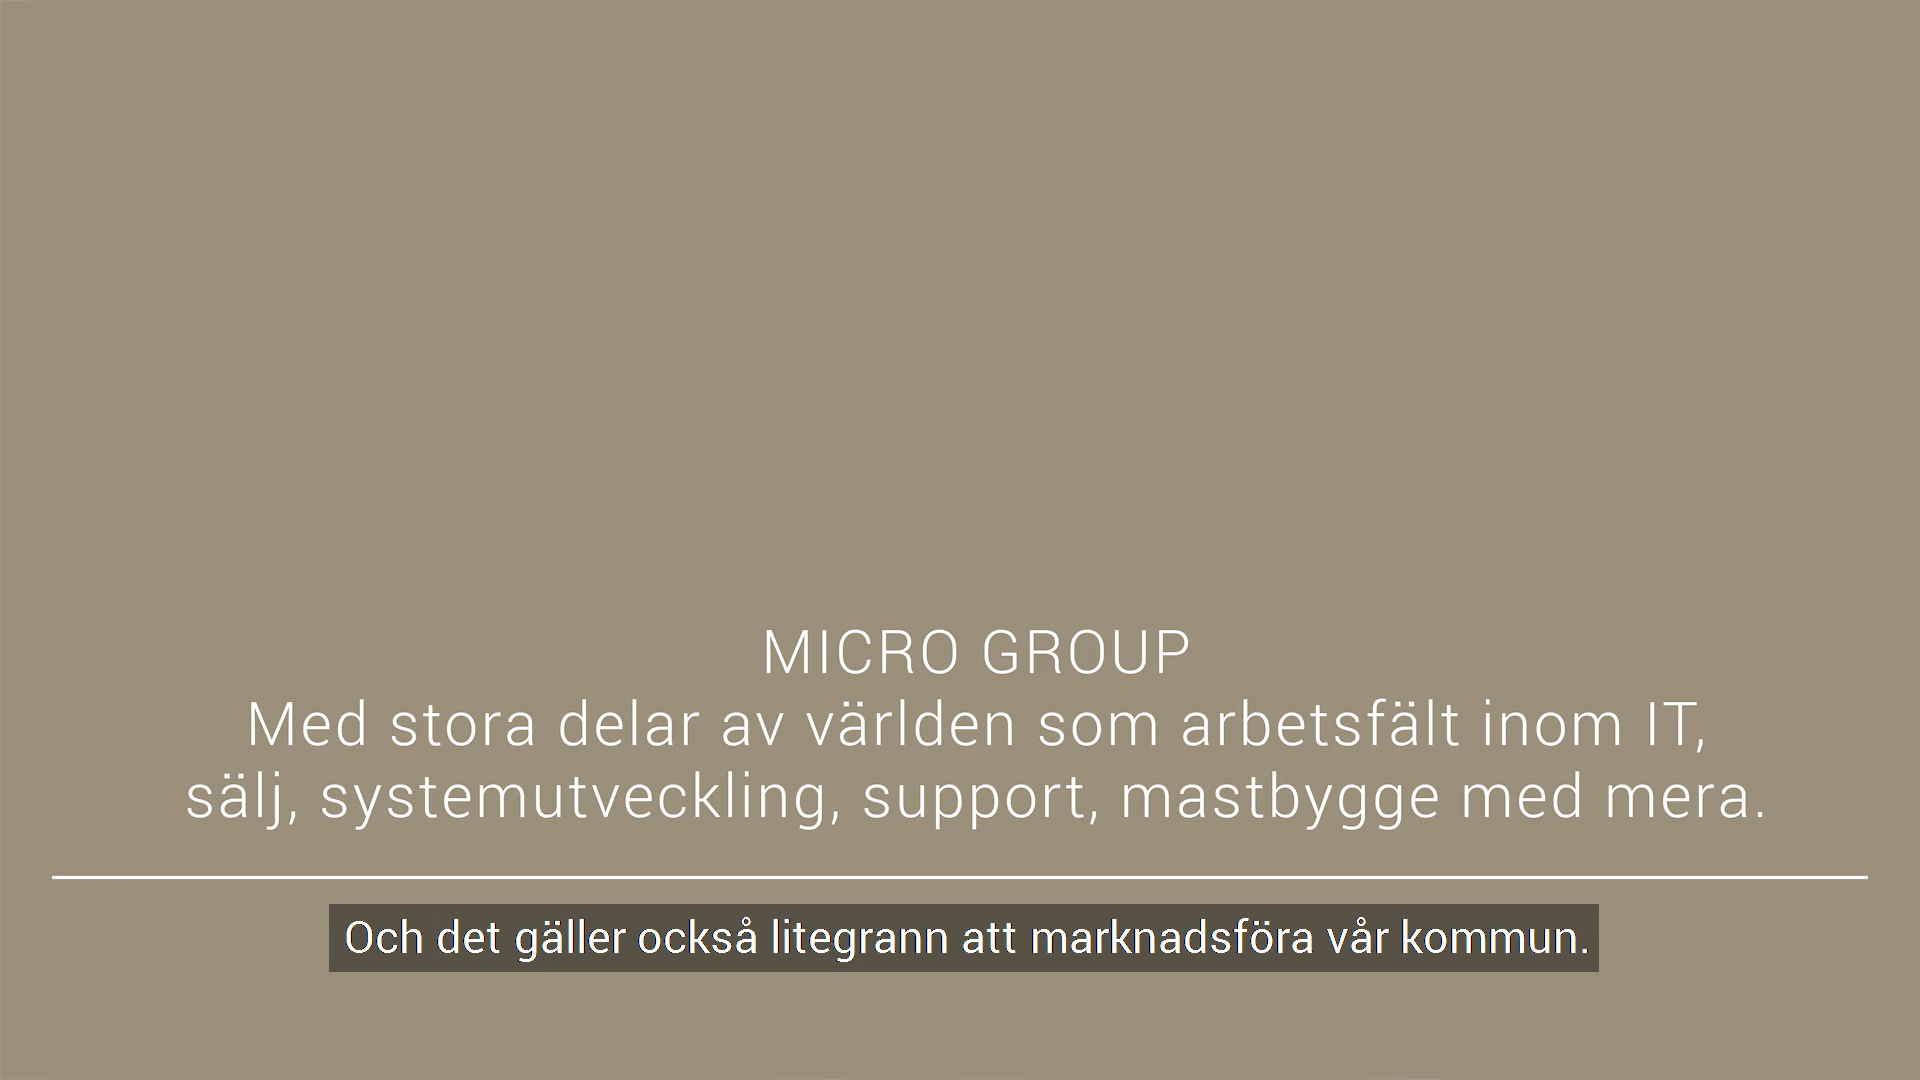 MICRO GROUP
Med stora delar av världen som arbetsfält inom IT,
sälj, systemutveckling, support, mastbygge med mera.
Och det gäller också litegrann att marknadsföra vår kommun.